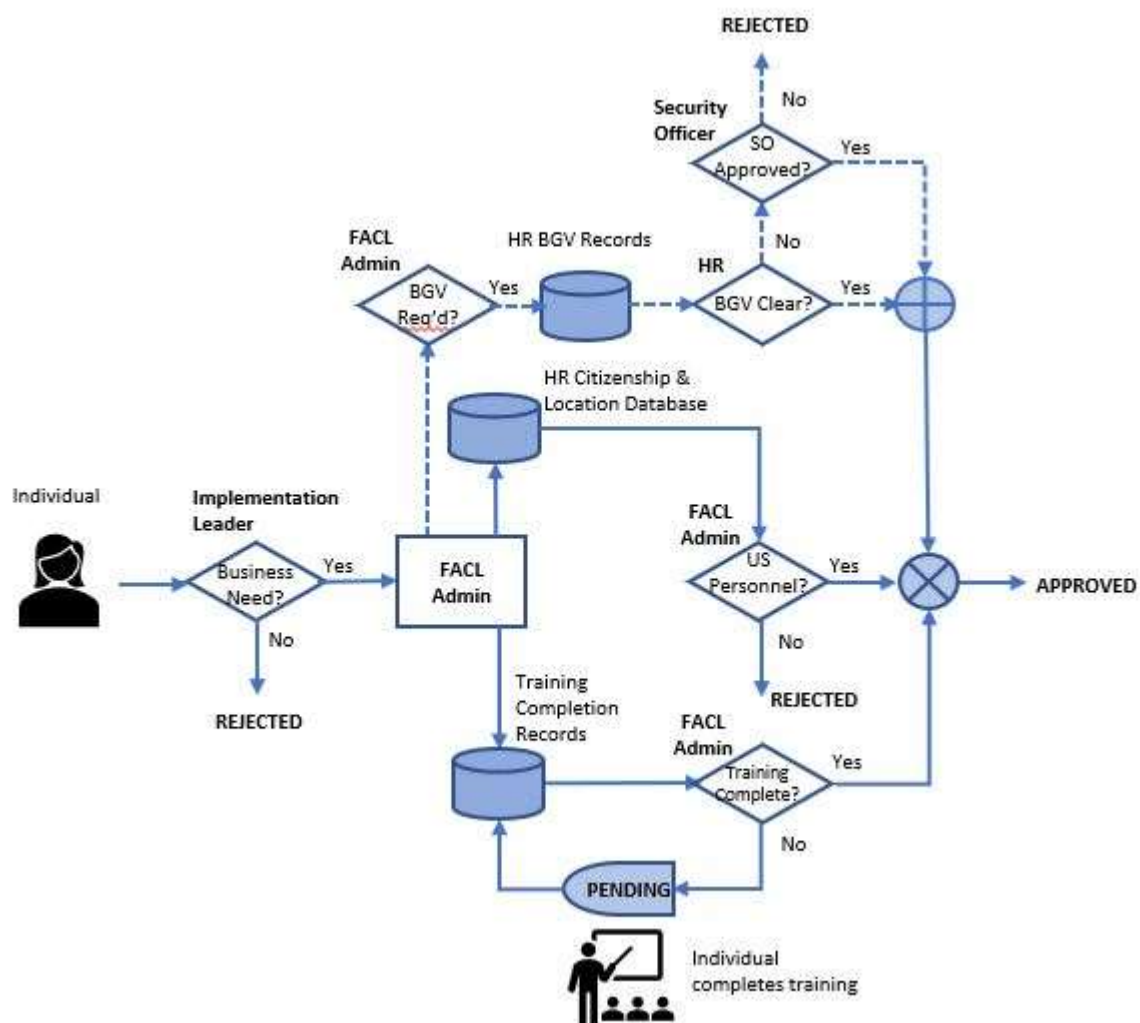 REJECTED
No
Security
Officer
SO
Approved?
Yes
No
FACL
Admin
BGV
Req'd?
Yes
HR BGV Records
HR
BGV Clear?
Yes
HR Citizenship &
Location Database
Individual
Implementation
Leader
Business
Need?
Yes
No
REJECTED
FACL
Admin
FACL
Admin
US
Personnel?
Yes
No
REJECTED
APPROVED
Training
Completion
Records
FACL
Admin
Training
Complete?
Yes
No
PENDING
Individual
completes training